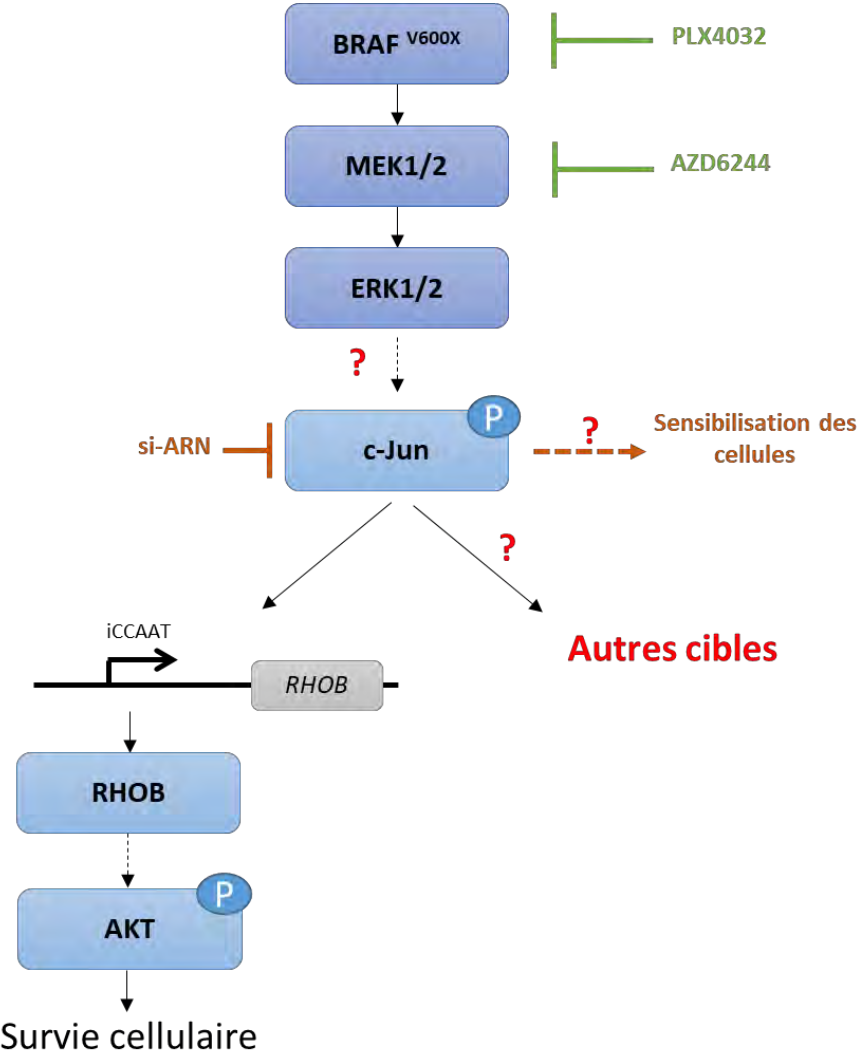 BRAF V600X
PLX4032
MEK1/2
AZD6244
ERK1/2
?
P
si-ARN
c-Jun
?
Sensibilisation des
cellules
?
iCCAAT
Autres cibles
RHOB
RHOB
P
AKT
Survie cellulaire